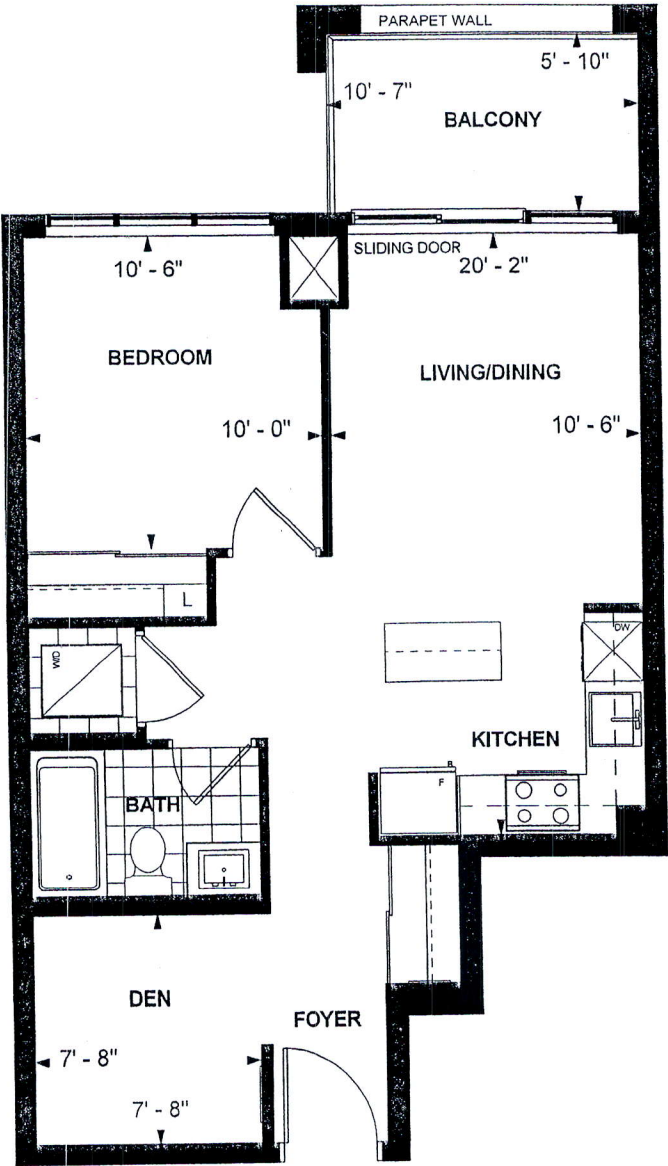 PARAPET WALL
5' - 10"
10' - 7"
BALCONY
SLIDING DOOR
10' - 6"
20' - 2"
BEDROOM
LIVING/DINING
10' - 0"
10' - 6"
L
DW
W/D
KITCHEN
R
F
BATH
DEN
FOYER
7' - 8"
7' - 8"